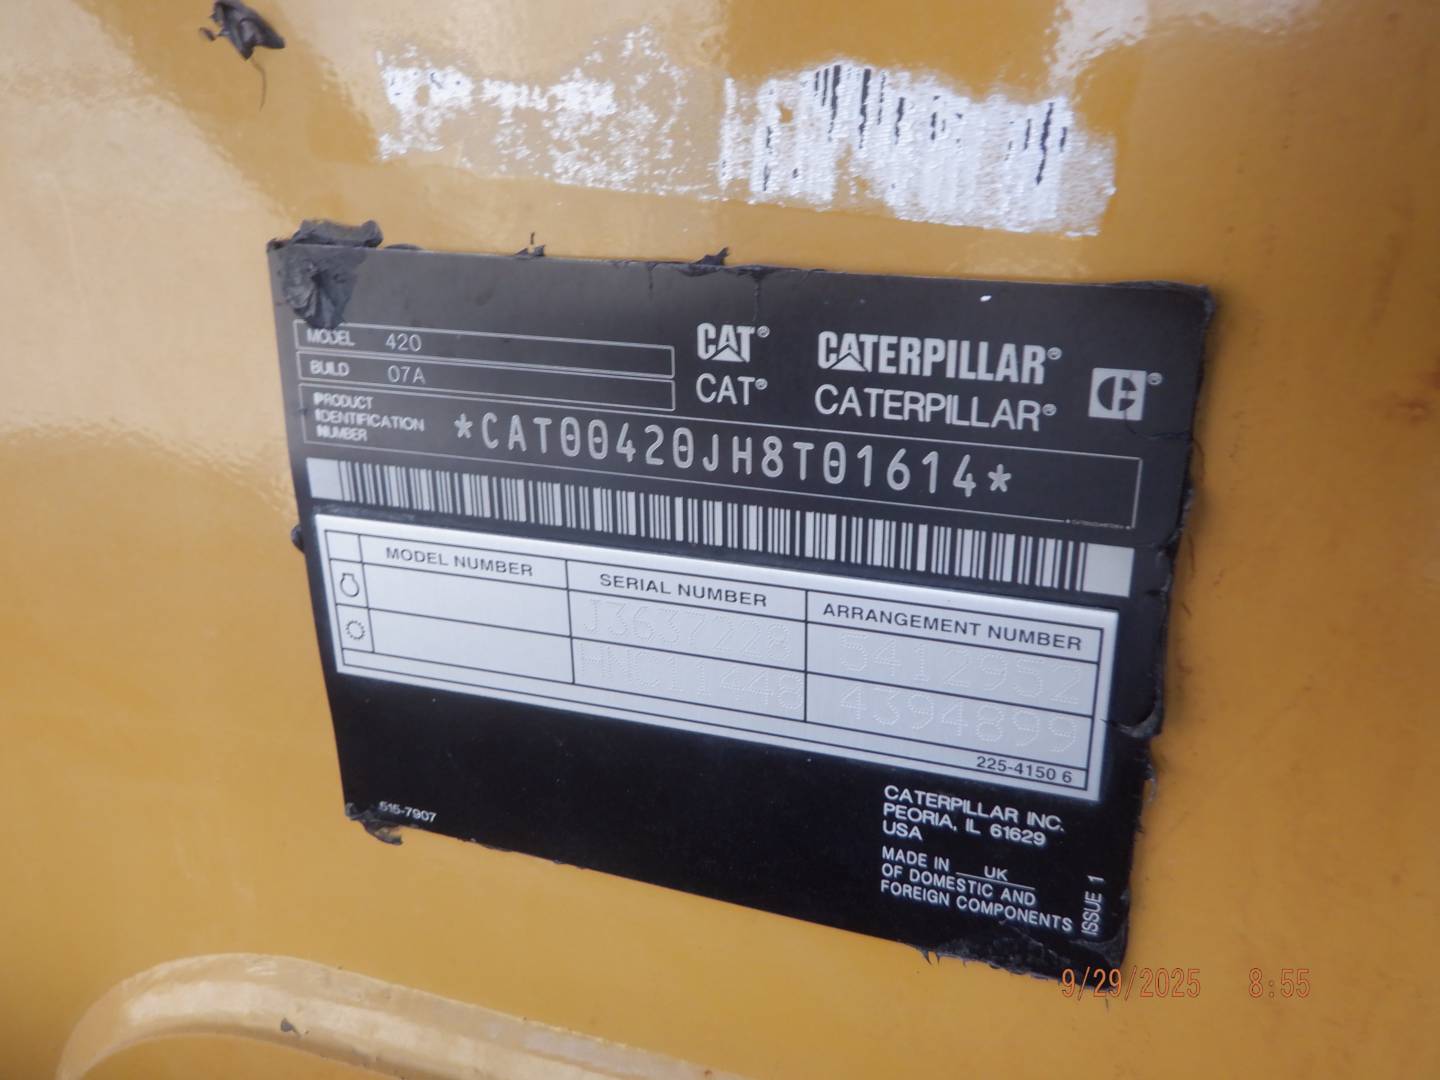 MODEL 420
BUILD 07A
CAT® CATERPILLAR®
CAT® CATERPILLAR®
PRODUCT
IDENTIFICATION
NUMBER
*CAT00420JH8T01614*
MODEL NUMBER SERIAL NUMBER ARRANGEMENT NUMBER
J3637228 5412952
HNC11448 4394899
225-4150 6
515-7907
CATERPILLAR INC.
PEORIA, IL 61629
USA
MADE IN UK
OF DOMESTIC AND
FOREIGN COMPONENTS
ISSUE 1
9/29/2025 8:55